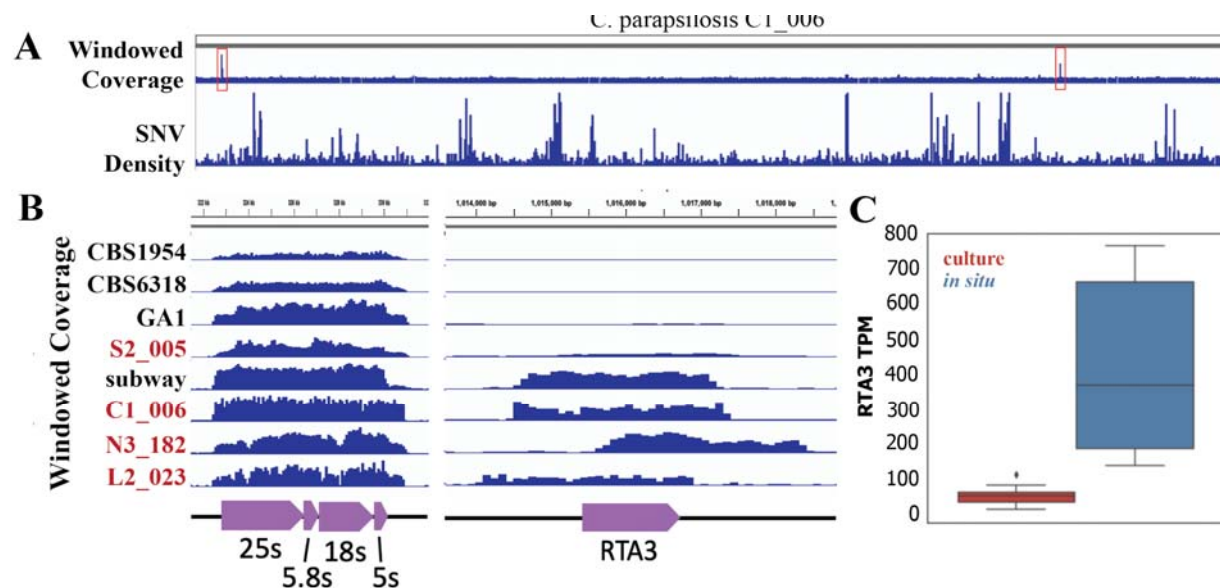 C. parapsilosis C1_006
A
Windowed
Coverage
SNV
Density
B
1,014,000 bp 1,015,000 bp 1,016,000 bp 1,017,000 bp 1,018,000 bp
Windowed Coverage
CBS1954
CBS6318
GA1
S2_005
subway
C1_006
N3_182
L2_023
25s 18s
5.8s 5s
RTA3
C
culture
in situ
RTA3 TPM
800
700
600
500
400
300
200
100
0